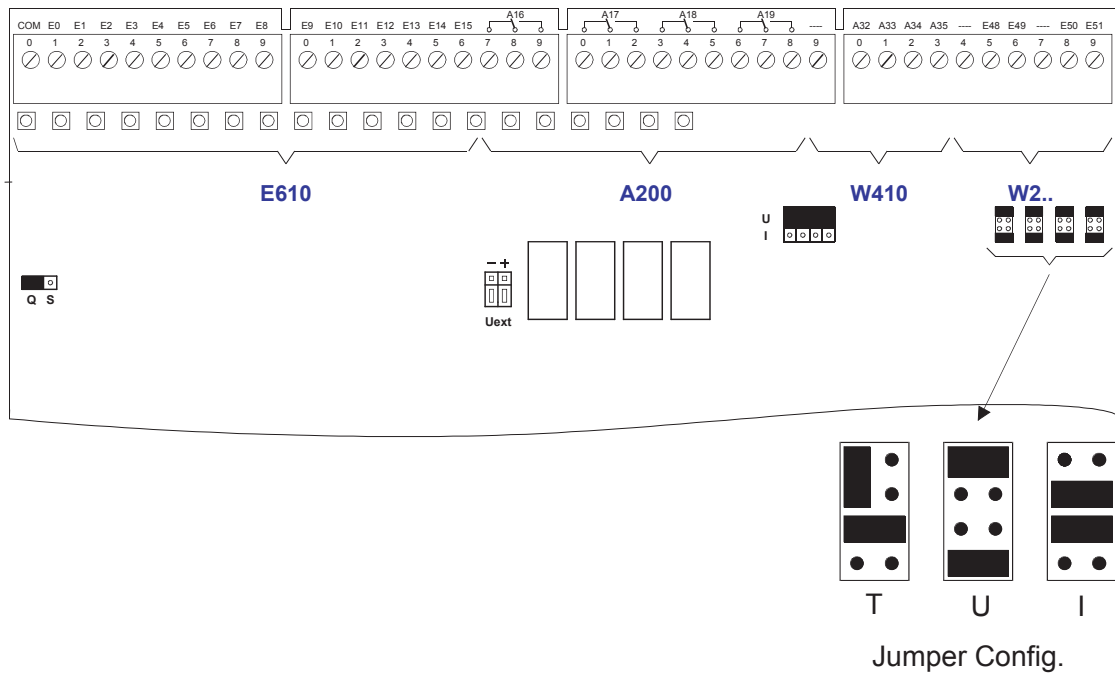 A16 A17 A18 A19
COM E0 E1 E2 E3 E4 E5 E6 E7 E8 E9 E10 E11 E12 E13 E14 E15 ---- A32 A33 A34 A35 ---- E48 E49 ---- E50 E51
0 1 2 3 4 5 6 7 8 9 0 1 2 3 4 5 6 7 8 9 0 1 2 3 4 5 6 7 8 9 0 1 2 3 4 5 6 7 8 9
E610 A200 W410 W2..
U
I
Q S
− +
Uext
T U I
Jumper Config.